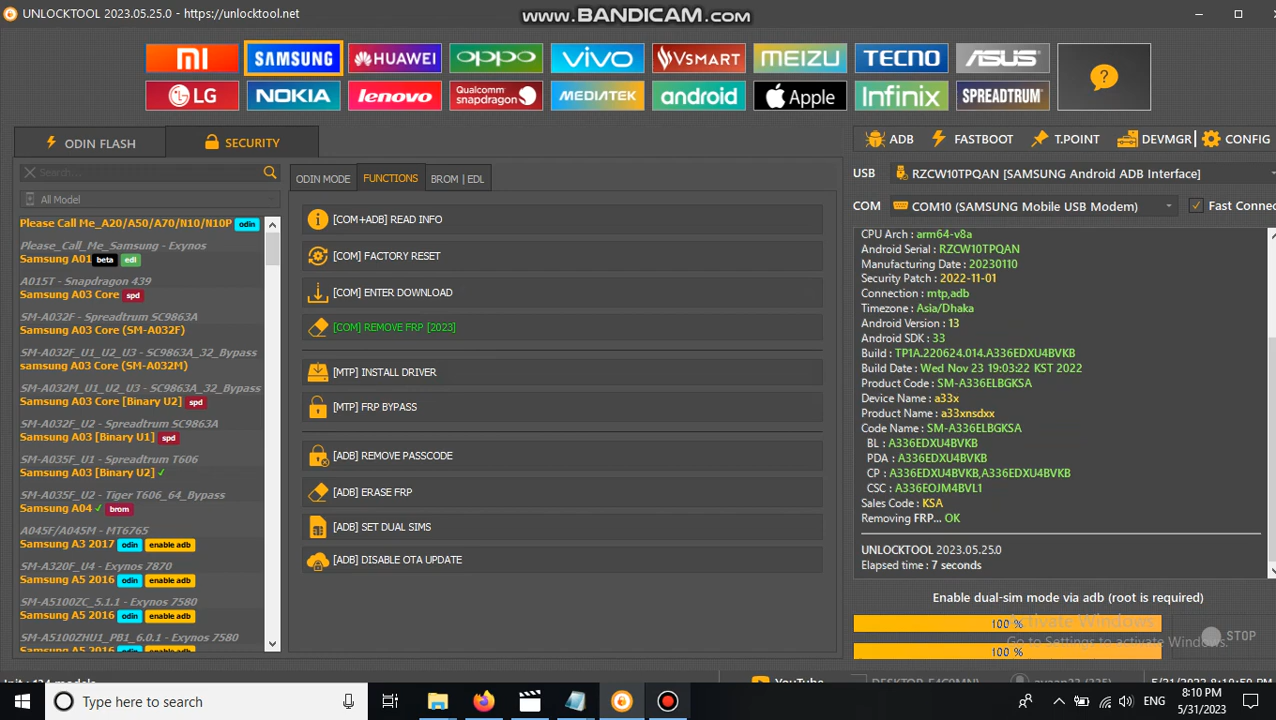 UNLOCKTOOL 2023.05.25.0 - https://unlocktool.net
www.BANDICAM.com
MI
SAMSUNG
HUAWEI
oppo
vivo
VSMART
MEIZU
TECNO
ASUS
LG
NOKIA
lenovo
Qualcomm snapdragon
MEDIATEK
android
Apple
Infinix
SPREADTRUM
ODIN FLASH
SECURITY
ADB
FASTBOOT
T.POINT
DEVMGR
CONFIG
Search...
All Model
Please Call Me_A20/A50/A70/N10/N10P odin
Please_Call_Me_Samsung - Exynos
Samsung A01 beta edl
A015T - Snapdragon 439
Samsung A03 Core spd
SM-A032F - Spreadtrum SC9863A
Samsung A03 Core (SM-A032F)
SM-A032F_U1_U2_U3 - SC9863A_32_Bypass
samsung A03 Core (SM-A032M)
SM-A032M_U1_U2_U3 - SC9863A_32_Bypass
Samsung A03 Core [Binary U2] spd
SM-A032F_U2 - Spreadtrum SC9863A
Samsung A03 [Binary U1] spd
SM-A035F_U1 - Spreadtrum T606
Samsung A03 [Binary U2] ✓
SM-A035F_U2 - Tiger T606_64_Bypass
Samsung A04 ✓ brom
A045F/A045M - MT6765
Samsung A3 2017 odin enable adb
SM-A320F_U4 - Exynos 7870
Samsung A5 2016 odin enable adb
SM-A5100ZC_5.1.1 - Exynos 7580
Samsung A5 2016 odin enable adb
SM-A5100ZHU1_PB1_6.0.1 - Exynos 7580
Samsung A5 2016 odin enable adb
ODIN MODE
FUNCTIONS
BROM | EDL
[COM+ADB] READ INFO
[COM] FACTORY RESET
[COM] ENTER DOWNLOAD
[COM] REMOVE FRP [2023]
[MTP] INSTALL DRIVER
[MTP] FRP BYPASS
[ADB] REMOVE PASSCODE
[ADB] ERASE FRP
[ADB] SET DUAL SIMS
[ADB] DISABLE OTA UPDATE
USB RZCW10TPQAN [SAMSUNG Android ADB Interface]
COM COM10 (SAMSUNG Mobile USB Modem) Fast Connec
CPU Arch : arm64-v8a
Android Serial : RZCW10TPQAN
Manufacturing Date : 20230110
Security Patch : 2022-11-01
Connection : mtp,adb
Timezone : Asia/Dhaka
Android Version : 13
Android SDK : 33
Build : TP1A.220624.014.A336EDXU4BVKB
Build Date : Wed Nov 23 19:03:22 KST 2022
Product Code : SM-A336ELBGKSA
Device Name : a33x
Product Name : a33xnsdxx
Code Name : SM-A336ELBGKSA
BL : A336EDXU4BVKB
PDA : A336EDXU4BVKB
CP : A336EDXU4BVKB,A336EDXU4BVKB
CSC : A336EOJM4BVL1
Sales Code : KSA
Removing FRP... OK
UNLOCKTOOL 2023.05.25.0
Elapsed time : 7 seconds
Enable dual-sim mode via adb (root is required)
100 %
100 %
Activate Windows
Go to Settings to activate Windows.
STOP
YouTube
Type here to search
ENG
8:10 PM
5/31/2023